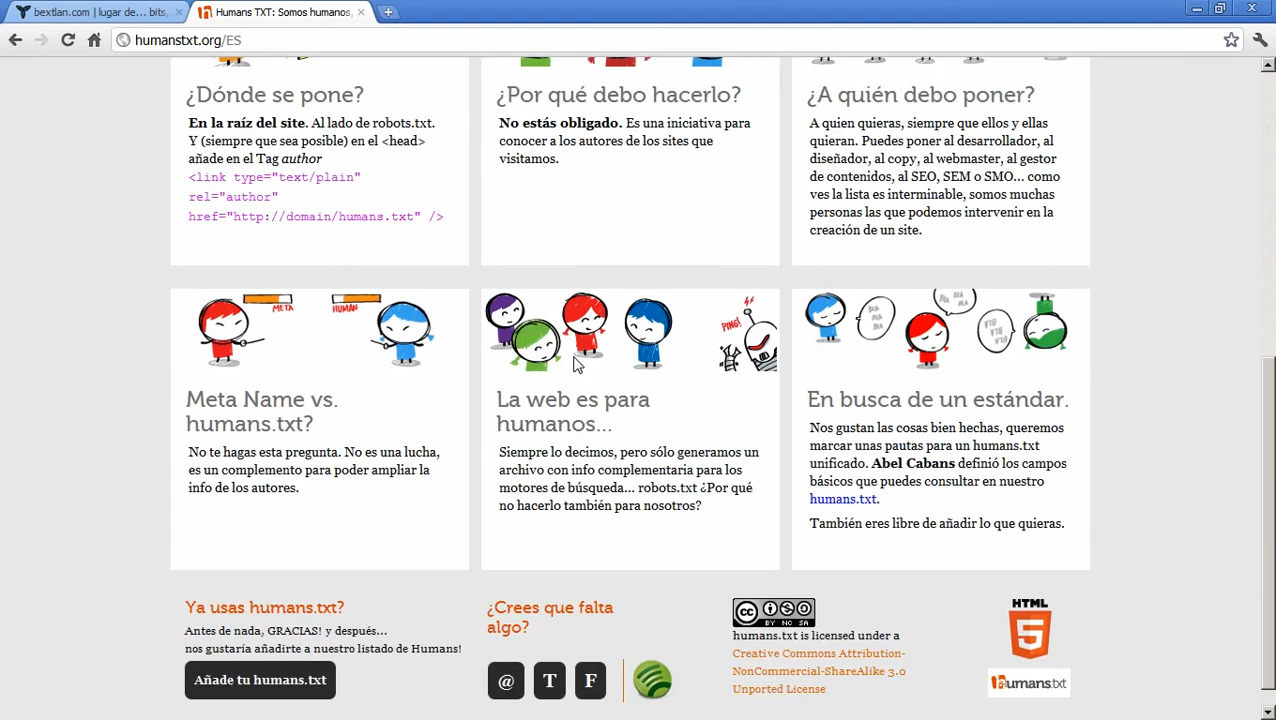 bextlan.com | lugar de... bits,
Humans TXT: Somos humanos,
humanstxt.org/ES
¿Dónde se pone?
En la raíz del site. Al lado de robots.txt.
Y (siempre que sea posible) en el <head>
añade en el Tag author
<link type="text/plain"
rel="author"
href="http://domain/humans.txt" />
¿Por qué debo hacerlo?
No estás obligado. Es una iniciativa para
conocer a los autores de los sites que
visitamos.
¿A quién debo poner?
A quien quieras, siempre que ellos y ellas
quieran. Puedes poner al desarrollador, al
diseñador, al copy, al webmaster, al gestor
de contenidos, al SEO, SEM o SMO... como
ves la lista es interminable, somos muchas
personas las que podemos intervenir en la
creación de un site.
META
HUMAN
Meta Name vs.
humans.txt?
No te hagas esta pregunta. No es una lucha,
es un complemento para poder ampliar la
info de los autores.
PING!
La web es para
humanos...
Siempre lo decimos, pero sólo generamos un
archivo con info complementaria para los
motores de búsqueda... robots.txt ¿Por qué
no hacerlo también para nosotros?
BLA
BLA
BLA
BLA BLA
En busca de un estándar.
Nos gustan las cosas bien hechas, queremos
marcar unas pautas para un humans.txt
unificado. Abel Cabans definió los campos
básicos que puedes consultar en nuestro
humans.txt.
También eres libre de añadir lo que quieras.
Ya usas humans.txt?
Antes de nada, GRACIAS! y después...
nos gustaria añadirte a nuestro listado de Humans!
Añade tu humans.txt
¿Crees que falta
algo?
@ T F
cc BY NC SA
humans.txt is licensed under a
Creative Commons Attribution-
NonCommercial-ShareAlike 3.0
Unported License
HTML
5
humans.txt